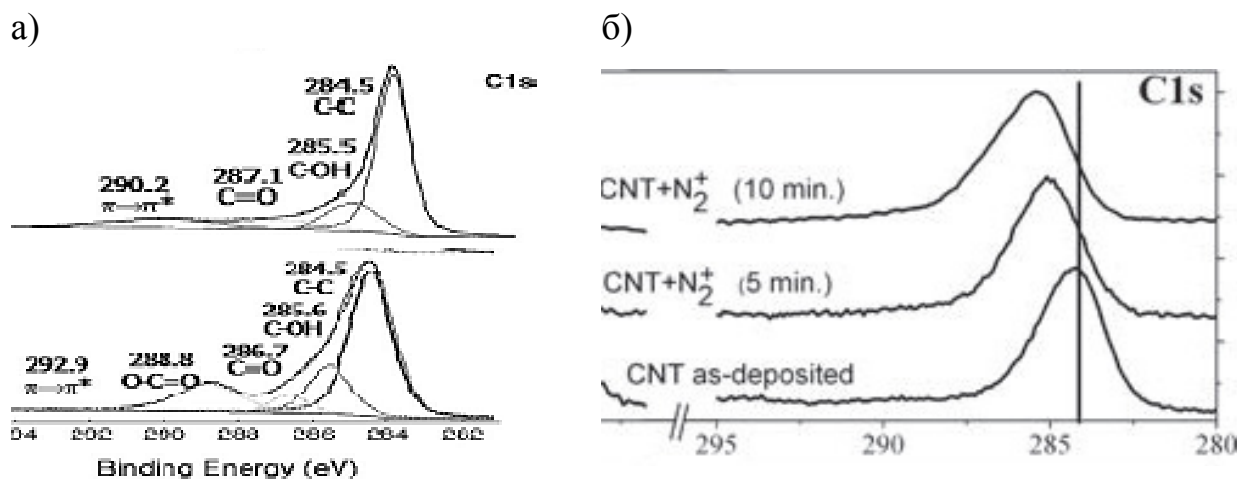 а)
C1s
284.5
C-C
285.5
C-OH
287.1
C=O
290.2
π→π*
284.5
C-C
285.6
C-OH
286.7
C=O
288.8
O-C=O
292.9
π→π*
Binding Energy (eV)
б)
C1s
CNT+N₂⁺ (10 min.)
CNT+N₂⁺ (5 min.)
CNT as-deposited
295 290 285 280